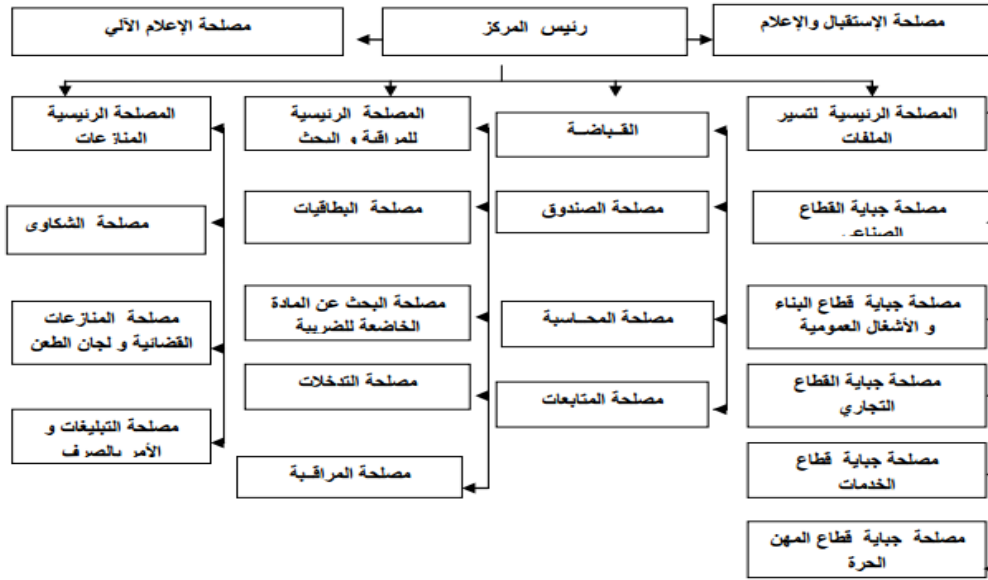 مصلحة الإستقبال والإعلام
رئيس المركز
مصلحة الإعلام الآلي
المصلحة الرئيسية لتسير
الملفات
مصلحة جباية القطاع
الصناعي
مصلحة جباية قطاع البناء
و الأشغال العمومية
مصلحة جباية القطاع
التجاري
مصلحة جباية قطاع
الخدمات
مصلحة جباية قطاع المهن
الحرة
القباضة
مصلحة الصندوق
مصلحة المحاسبة
مصلحة المتابعات
المصلحة الرئيسية
للمراقبة و البحث
مصلحة البطاقيات
مصلحة البحث عن المادة
الخاضعة للضريبة
مصلحة التدخلات
مصلحة المراقبة
المصلحة الرئيسية
المنازعات
مصلحة الشكاوى
مصلحة المنازعات
القضائية و لجان الطعن
مصلحة التبليغات و
الأمر بالصرف